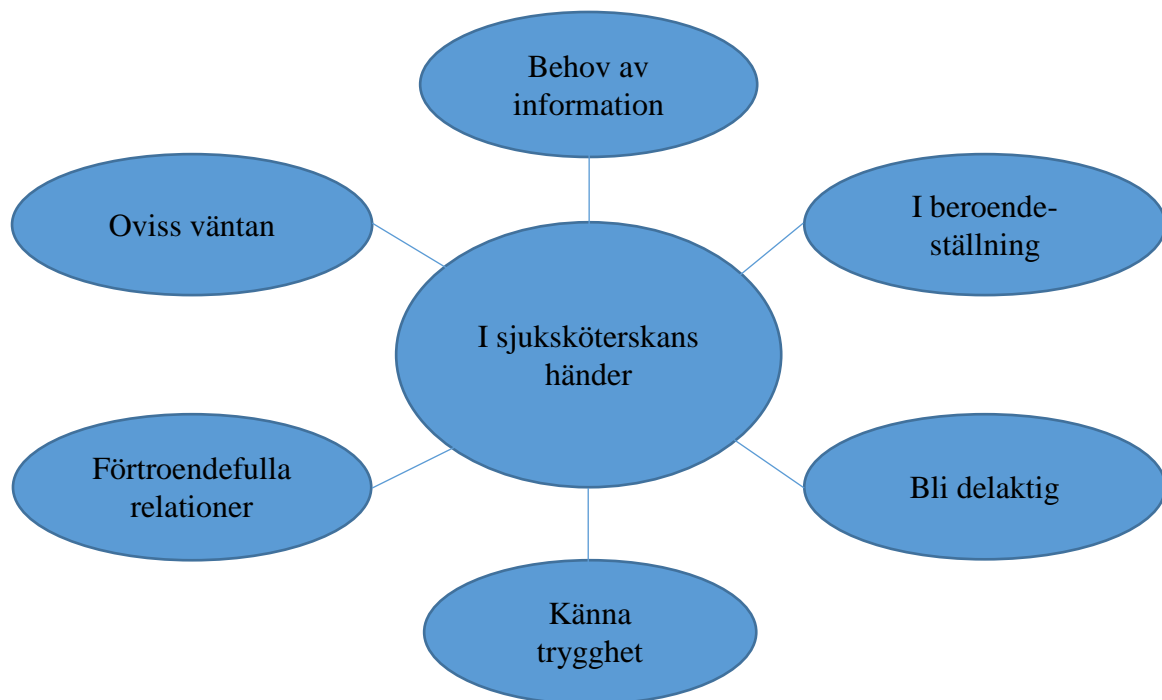 Behov av
information
Oviss väntan
I beroende-
ställning
I sjuksköterskans
händer
Förtroendefulla
relationer
Bli delaktig
Känna
trygghet